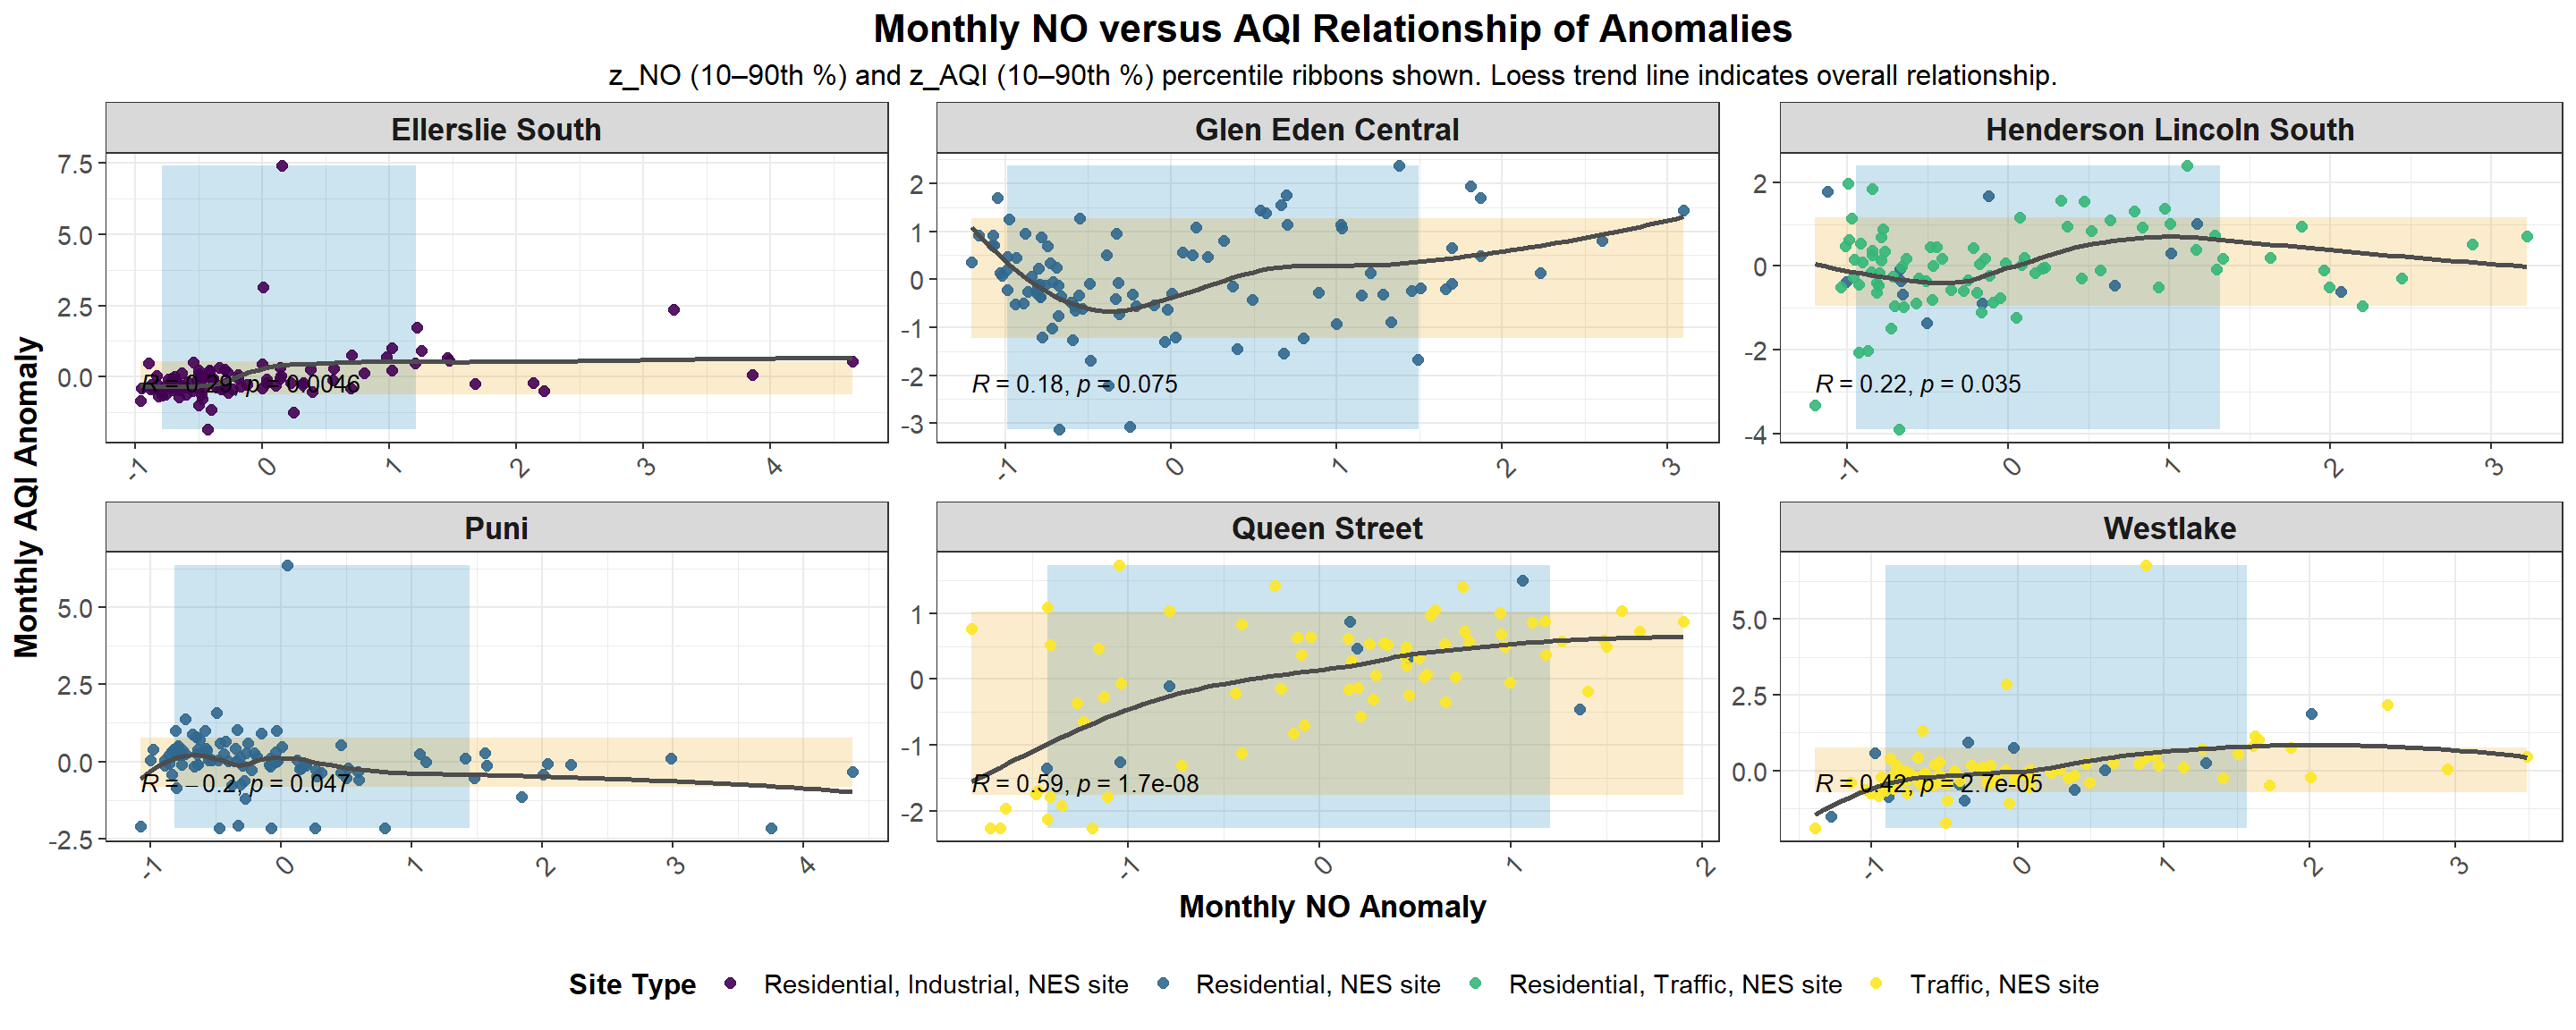 Monthly NO versus AQI Relationship of Anomalies
z_NO (10–90th %) and z_AQI (10–90th %) percentile ribbons shown. Loess trend line indicates overall relationship.
Ellerslie South
Glen Eden Central
Henderson Lincoln South
7.5
5.0
2.5
0.0
R = 0.29, p = 0.0046
-1 0 1 2 3 4
2
1
0
-1
-2
-3
R = 0.18, p = 0.075
-1 0 1 2 3
2
0
-2
-4
R = 0.22, p = 0.035
-1 0 1 2 3
Monthly AQI Anomaly
Puni
Queen Street
Westlake
5.0
2.5
0.0
-2.5
R = −0.2, p = 0.047
-1 0 1 2 3 4
1
0
-1
-2
R = 0.59, p = 1.7e-08
-1 0 1 2
5.0
2.5
0.0
R = 0.42, p = 2.7e-05
-1 0 1 2 3
Monthly NO Anomaly
Site Type Residential, Industrial, NES site Residential, NES site Residential, Traffic, NES site Traffic, NES site